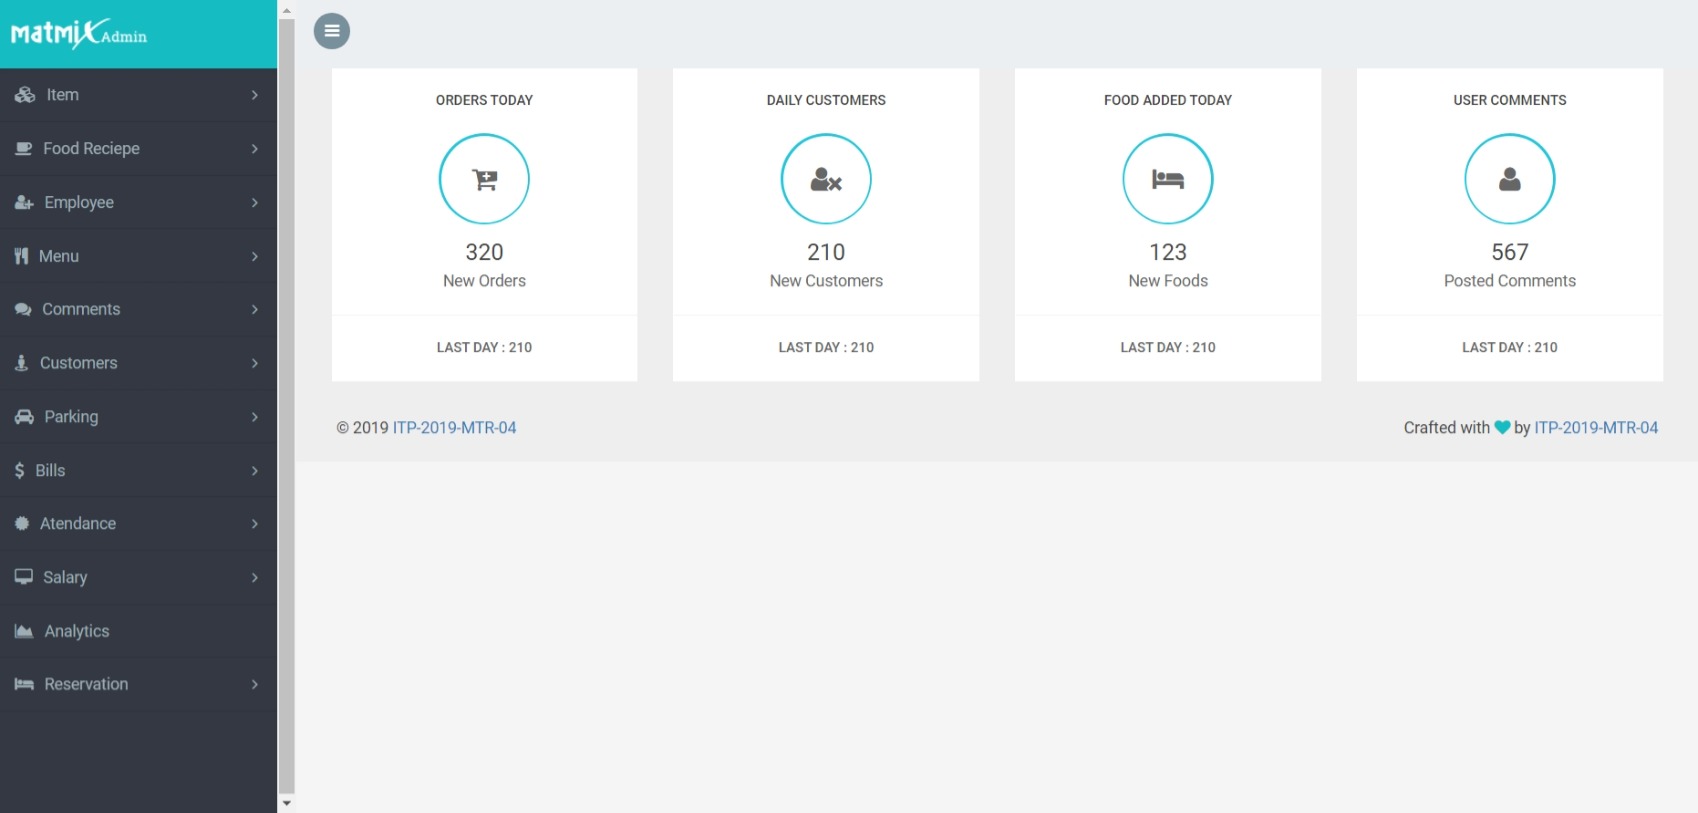 matmix Admin
Item
Food Reciepe
Employee
Menu
Comments
Customers
Parking
Bills
Atendance
Salary
Analytics
Reservation
ORDERS TODAY
320
New Orders
LAST DAY : 210
DAILY CUSTOMERS
210
New Customers
LAST DAY : 210
FOOD ADDED TODAY
123
New Foods
LAST DAY : 210
USER COMMENTS
567
Posted Comments
LAST DAY : 210
© 2019 ITP-2019-MTR-04
Crafted with by ITP-2019-MTR-04